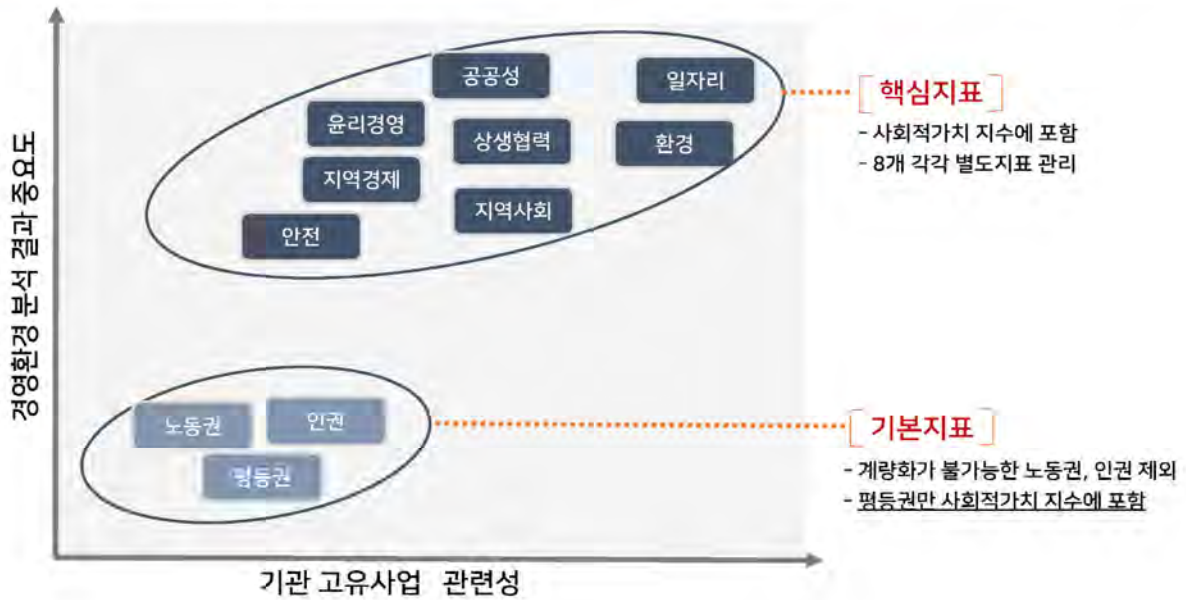 경영환경 분석 결과 중요도
공공성
일자리
윤리경영
상생협력
환경
지역경제
지역사회
안전
핵심지표
- 사회적가치 지수에 포함
- 8개 각각 별도지표 관리
노동권
인권
평등권
기본지표
- 계량화가 불가능한 노동권, 인권 제외
- 평등권만 사회적가치 지수에 포함
기관 고유사업 관련성